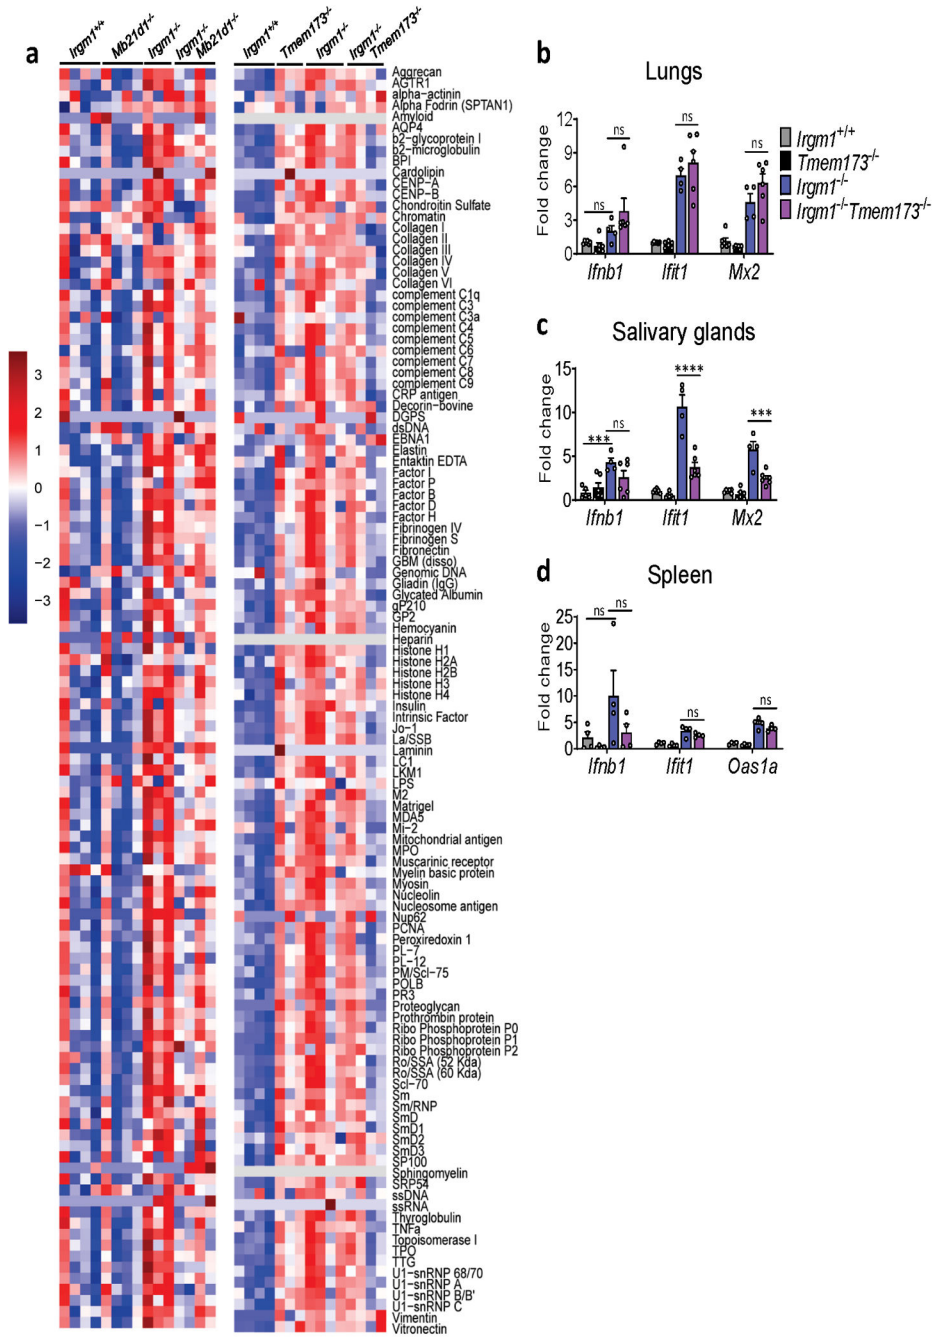 a
Irgm1+/+
Mb21d1-/-
Irgm1-/-
Irgm1-/-
Mb21d1-/-
Irgm1+/+
Tmem173-/-
Irgm1-/-
Irgm1-/-
Tmem173-/-
3
2
1
0
−1
−2
−3
Aggrecan
AGTR1
alpha−actinin
Alpha Fodrin (SPTAN1)
Amyloid
AQP4
b2−glycoprotein I
b2−microglobulin
BPI
Cardolipin
CENP−A
CENP−B
Chondroitin Sulfate
Chromatin
Collagen I
Collagen II
Collagen III
Collagen IV
Collagen V
Collagen VI
complement C1q
complement C3
complement C3a
complement C4
complement C5
complement C6
complement C7
complement C8
complement C9
CRP antigen
Decorin−bovine
DGPS
dsDNA
EBNA1
Elastin
Entaktin EDTA
Factor I
Factor P
Factor B
Factor D
Factor H
Fibrinogen IV
Fibrinogen S
Fibronectin
GBM (disso)
Genomic DNA
Gliadin (IgG)
Glycated Albumin
gP210
GP2
Hemocyanin
Heparin
Histone H1
Histone H2A
Histone H2B
Histone H3
Histone H4
Insulin
Intrinsic Factor
Jo−1
La/SSB
Laminin
LC1
LKM1
LPS
M2
Matrigel
MDA5
Mi−2
Mitochondrial antigen
MPO
Muscarinic receptor
Myelin basic protein
Myosin
Nucleolin
Nucleosome antigen
Nup62
PCNA
Peroxiredoxin 1
PL−7
PL−12
PM/Scl−75
POLB
PR3
Proteoglycan
Prothrombin protein
Ribo Phosphoprotein P0
Ribo Phosphoprotein P1
Ribo Phosphoprotein P2
Ro/SSA (52 Kda)
Ro/SSA (60 Kda)
Scl−70
Sm
Sm/RNP
SmD
SmD1
SmD2
SmD3
SP100
Sphingomyelin
SRP54
ssDNA
ssRNA
Thyroglobulin
TNFa
Topoisomerase I
TPO
TTG
U1−snRNP 68/70
U1−snRNP A
U1−snRNP B/B'
U1−snRNP C
Vimentin
Vitronectin
b
Lungs
Fold change
12
9
6
3
0
ns
ns
ns
ns
Ifnb1
Ifit1
Mx2
Irgm1+/+
Tmem173-/-
Irgm1-/-
Irgm1-/-Tmem173-/-
c
Salivary glands
Fold change
15
10
5
0
***
ns
****
***
Ifnb1
Ifit1
Mx2
d
Spleen
Fold change
25
20
15
10
5
0
ns
ns
ns
ns
Ifnb1
Ifit1
Oas1a